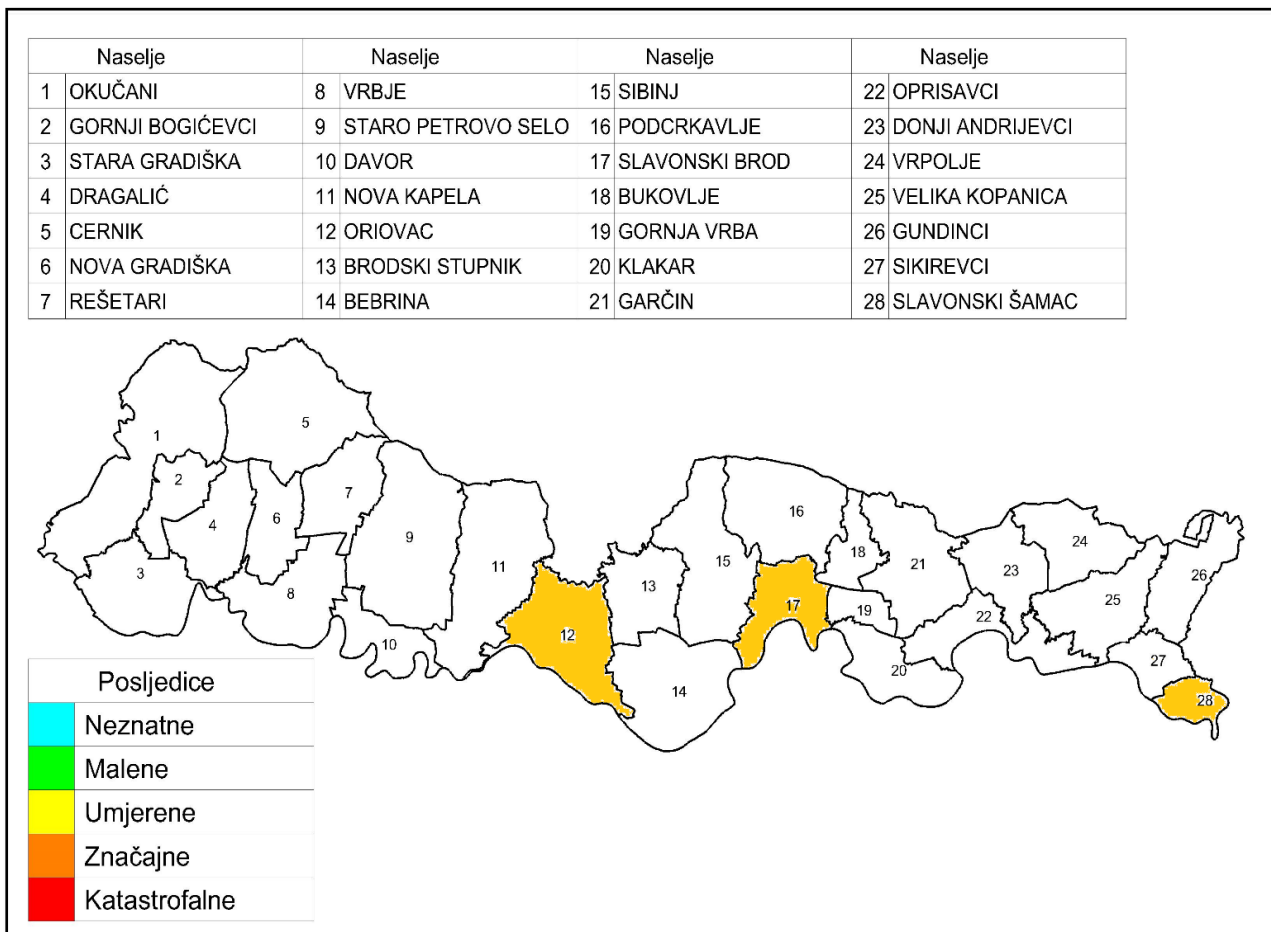 Naselje Naselje Naselje Naselje
1 OKUČANI 8 VRBJE 15 SIBINJ 22 OPRISAVCI
2 GORNJI BOGIĆEVCI 9 STARO PETROVO SELO 16 PODCRKAVLJE 23 DONJI ANDRIJEVCI
3 STARA GRADIŠKA 10 DAVOR 17 SLAVONSKI BROD 24 VRPOLJE
4 DRAGALIĆ 11 NOVA KAPELA 18 BUKOVLJE 25 VELIKA KOPANICA
5 CERNIK 12 ORIOVAC 19 GORNJA VRBA 26 GUNDINCI
6 NOVA GRADIŠKA 13 BRODSKI STUPNIK 20 KLAKAR 27 SIKIREVCI
7 REŠETARI 14 BEBRINA 21 GARČIN 28 SLAVONSKI ŠAMAC
1
2
3
4
5
6
7
8
9
10
11
12
13
14
15
16
17
18
19
20
21
22
23
24
25
26
27
28
Posljedice
Neznatne
Malene
Umjerene
Značajne
Katastrofalne